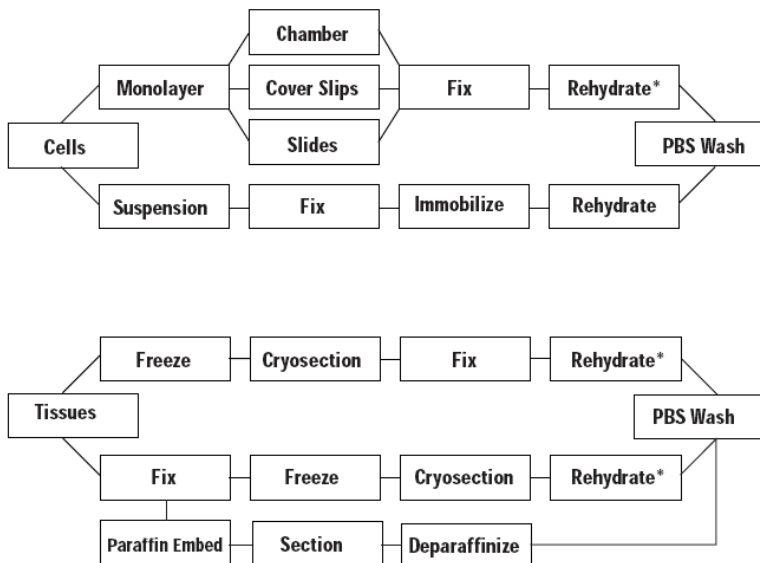 Chamber
Monolayer
Cover Slips
Fix
Rehydrate*
Cells
Slides
PBS Wash
Suspension
Fix
Immobilize
Rehydrate
Freeze
Cryosection
Fix
Rehydrate*
Tissues
PBS Wash
Fix
Freeze
Cryosection
Rehydrate*
Paraffin Embed
Section
Deparaffinize